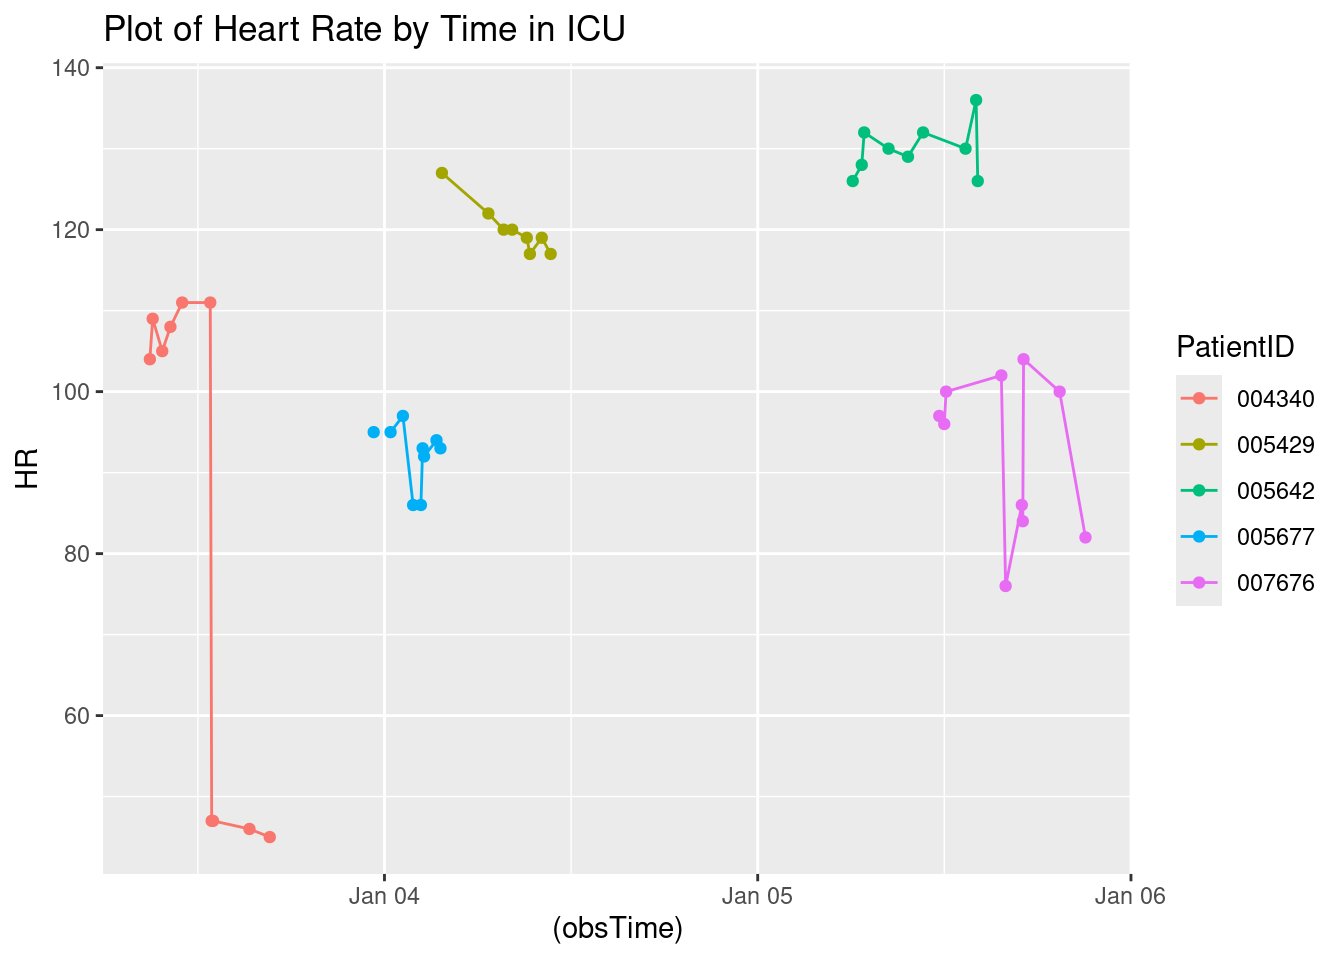 Plot of Heart Rate by Time in ICU
140
120
100
80
60
HR
Jan 04
Jan 05
Jan 06
(obsTime)
PatientID
004340
005429
005642
005677
007676